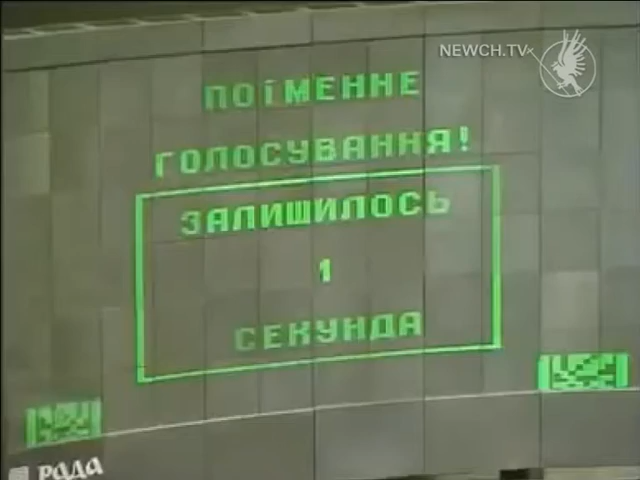 NEWCH.TV
ПОіМЕННЕ
ГОЛОСУВАННЯ!
ЗАЛИШИЛОСЬ
1
СЕКУНДА
РАДА